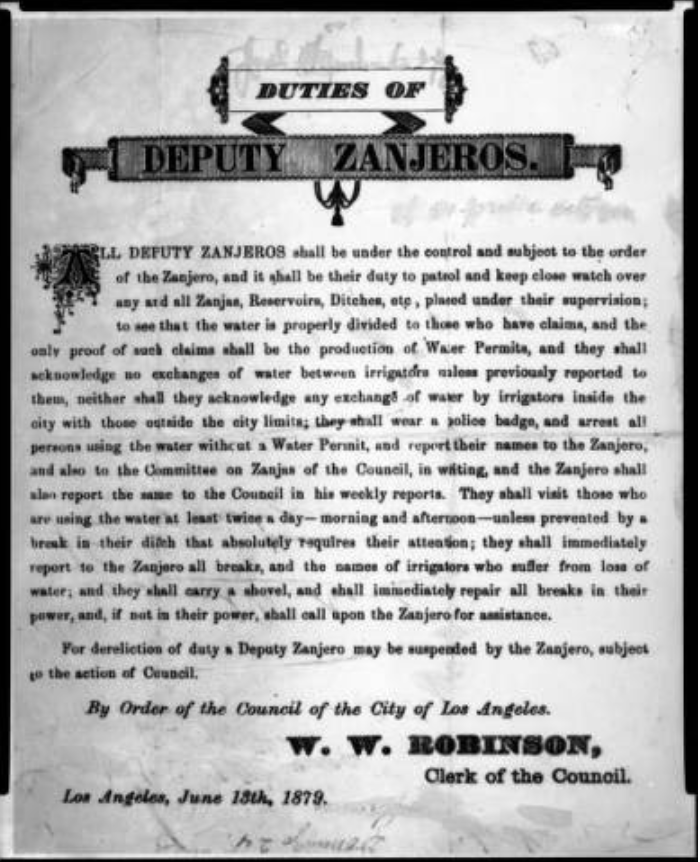 DUTIES OF
DEPUTY ZANJEROS.
ALL DEPUTY ZANJEROS shall be under the control and subject to the order
of the Zanjero, and it shall be their duty to patrol and keep close watch over
any and all Zanjas, Reservoirs, Ditches, etc, placed under their supervision;
to see that the water is properly divided to those who have claims, and the
only proof of such claims shall be the production of Water Permits, and they shall
acknowledge no exchanges of water between irrigators unless previously reported to
them, neither shall they acknowledge any exchange of water by irrigators inside the
city with those outside the city limits; they shall wear a police badge, and arrest all
persons using the water without a Water Permit, and report their names to the Zanjero,
and also to the Committee on Zanjas of the Council, in writing, and the Zanjero shall
also report the same to the Council in his weekly reports. They shall visit those who
are using the water at least twice a day—morning and afternoon—unless prevented by a
break in their ditch that absolutely requires their attention; they shall immediately
report to the Zanjero all breaks, and the names of irrigators who suffer from loss of
water; and they shall carry a shovel, and shall immediately repair all breaks in their
power, and, if not in their power, shall call upon the Zanjero for assistance.
For dereliction of duty a Deputy Zanjero may be suspended by the Zanjero, subject
to the action of Council.
By Order of the Council of the City of Los Angeles.
W. W. ROBINSON,
Clerk of the Council.
Los Angeles, June 13th, 1879.